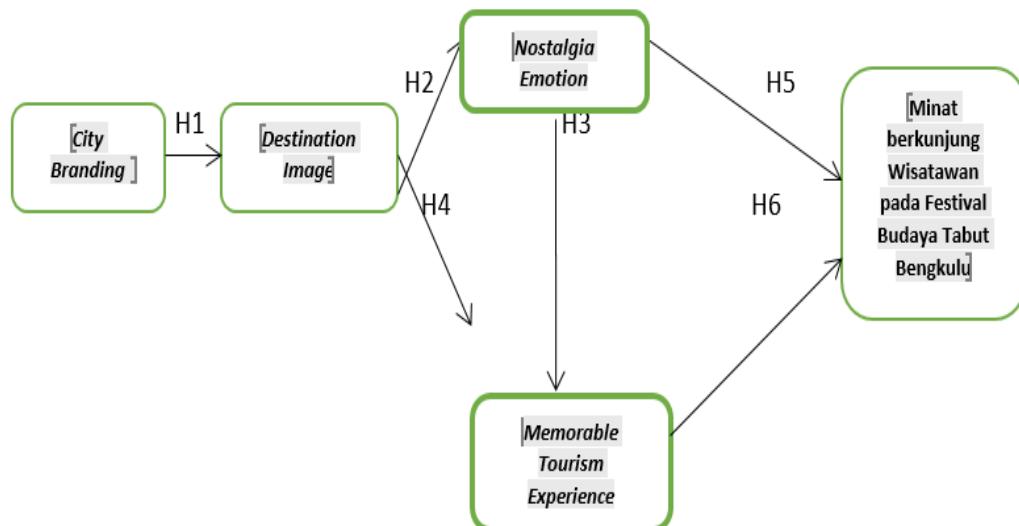 [City
Branding ]
H1
[Destination
Image]
H2
H4
[Nostalgia
Emotion
H3
[Memorable
Tourism
Experience
H5
H6
[Minat
berkunjung
Wisatawan
pada Festival
Budaya Tabut
Bengkulu]